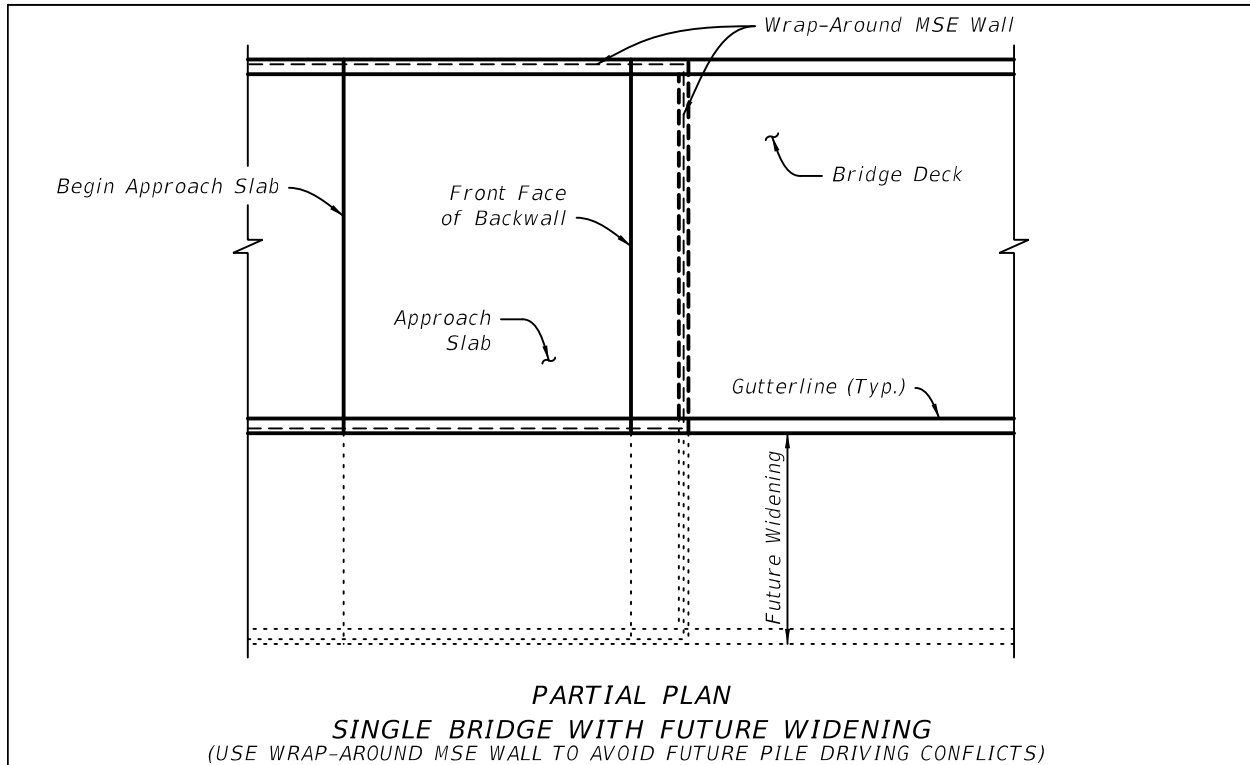 Wrap-Around MSE Wall
Begin Approach Slab
Front Face
of Backwall
Bridge Deck
Approach
Slab
Gutterline (Typ.)
Future Widening
PARTIAL PLAN
SINGLE BRIDGE WITH FUTURE WIDENING
(USE WRAP-AROUND MSE WALL TO AVOID FUTURE PILE DRIVING CONFLICTS)